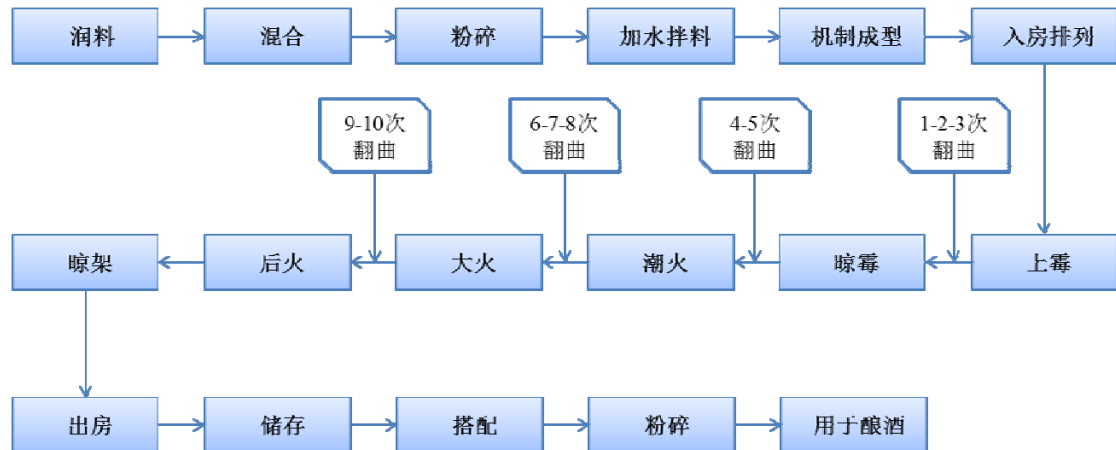 润料
混合
粉碎
加水拌料
机制成型
入房排列
9-10次
翻曲
6-7-8次
翻曲
4-5次
翻曲
1-2-3次
翻曲
晾架
后火
大火
潮火
晾霉
上霉
出房
储存
搭配
粉碎
用于酿酒